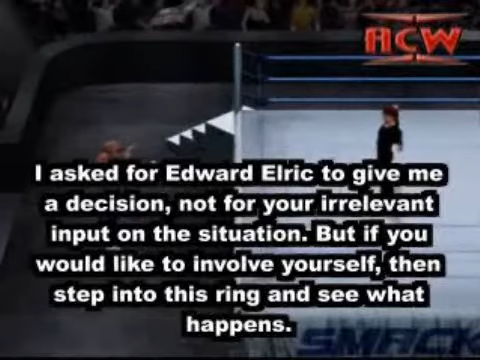 ACW
I asked for Edward Elric to give me
a decision, not for your irrelevant
input on the situation. But if you
would like to involve yourself, then
step into this ring and see what
happens.
SMACK